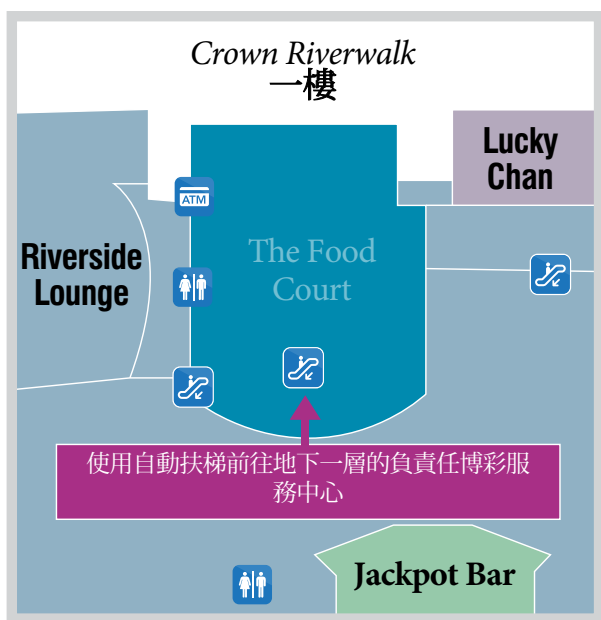 Crown Riverwalk
一樓
Lucky
Chan
ATM
Riverside
Lounge
The Food
Court
使用自動扶梯前往地下一層的負責任博彩服
務中心
Jackpot Bar